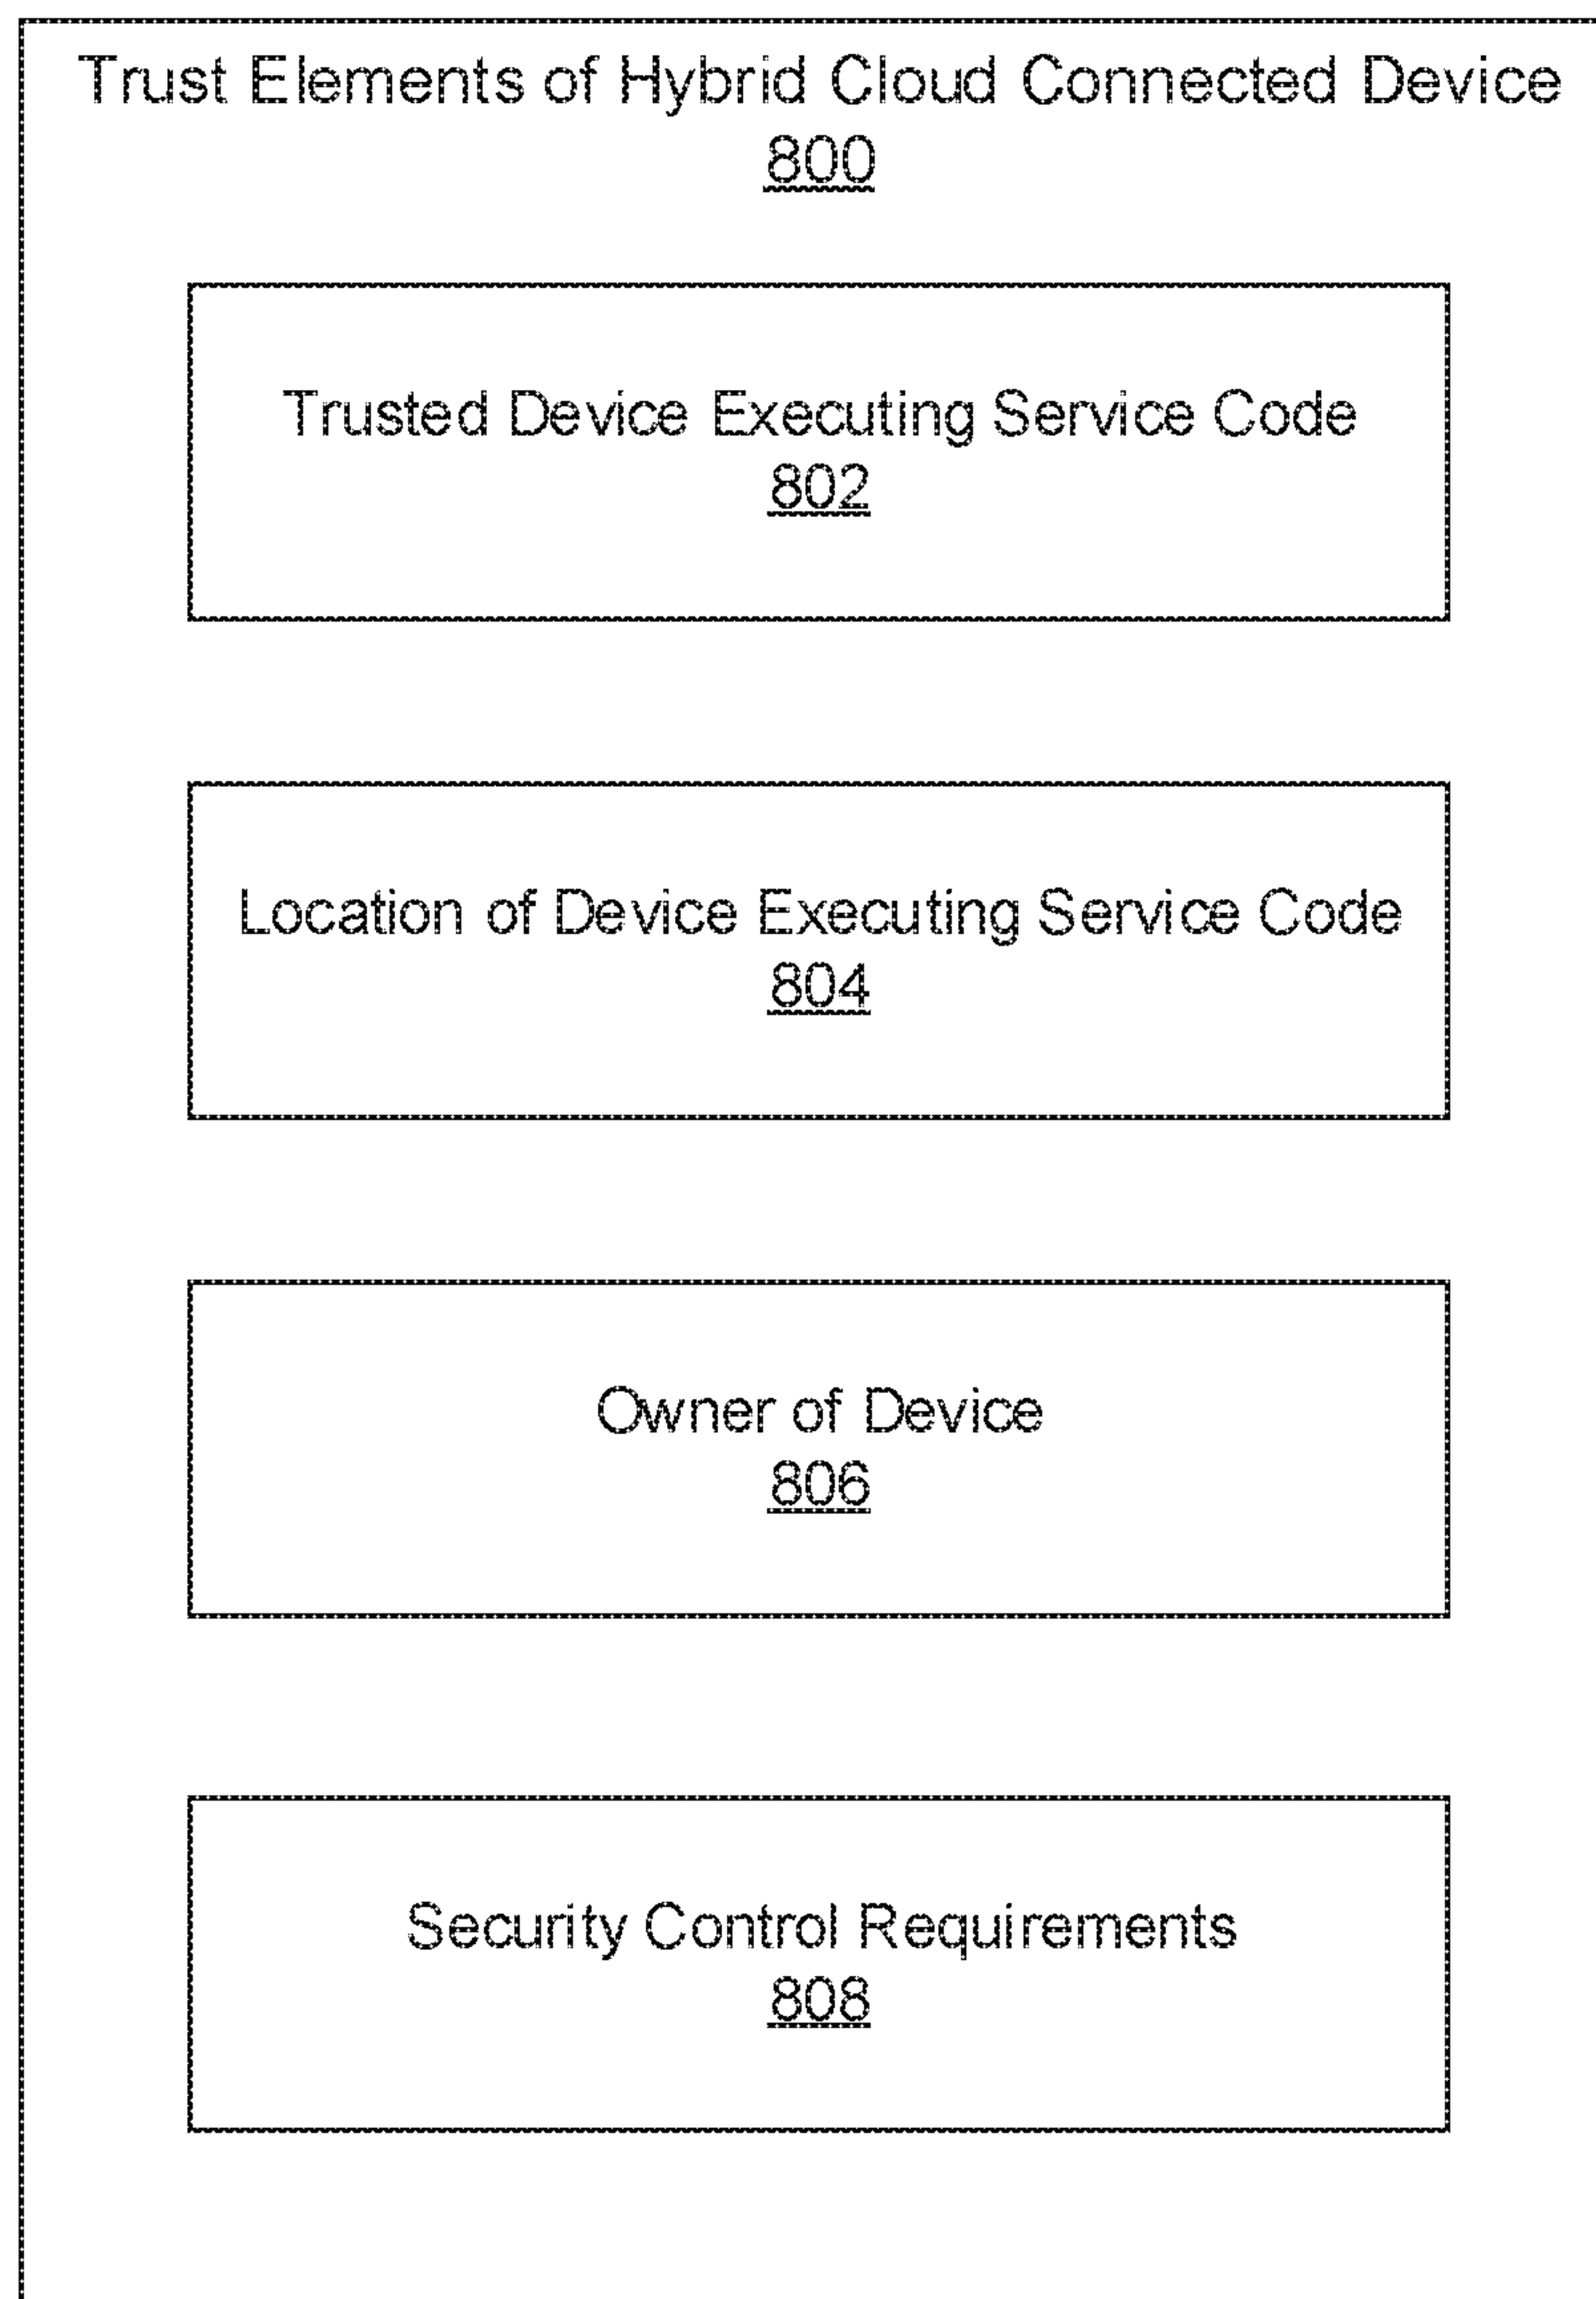 Trust Elements of Hybrid Cloud Connected Device
800
Trusted Device Executing Service Code
802
Location of Device Executing Service Code
804
Owner of Device
806
Security Control Requirements
808